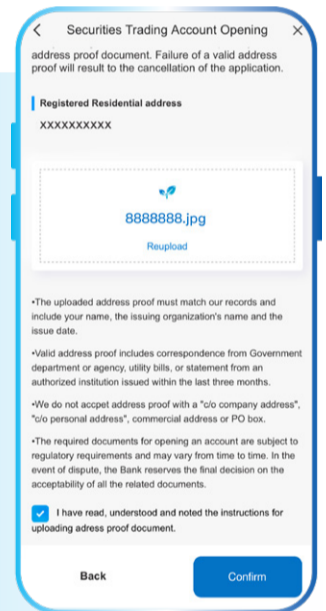 Securities Trading Account Opening
address proof document. Failure of a valid address
proof will result to the cancellation of the application.
Registered Residential address
XXXXXXXXXX
8888888.jpg
Reupload
•The uploaded address proof must match our records and
include your name, the issuing organization's name and the
issue date.
•Valid address proof includes correspondence from Government
department or agency, utility bills, or statement from an
authorized institution issued within the last three months.
•We do not accpet address proof with a "c/o company address",
"c/o personal address", commercial address or PO box.
•The required documents for opening an account are subject to
regulatory requirements and may vary from time to time. In the
event of dispute, the Bank reserves the final decision on the
acceptability of all the related documents.
I have read, understood and noted the instructions for
uploading adress proof document.
Back Confirm